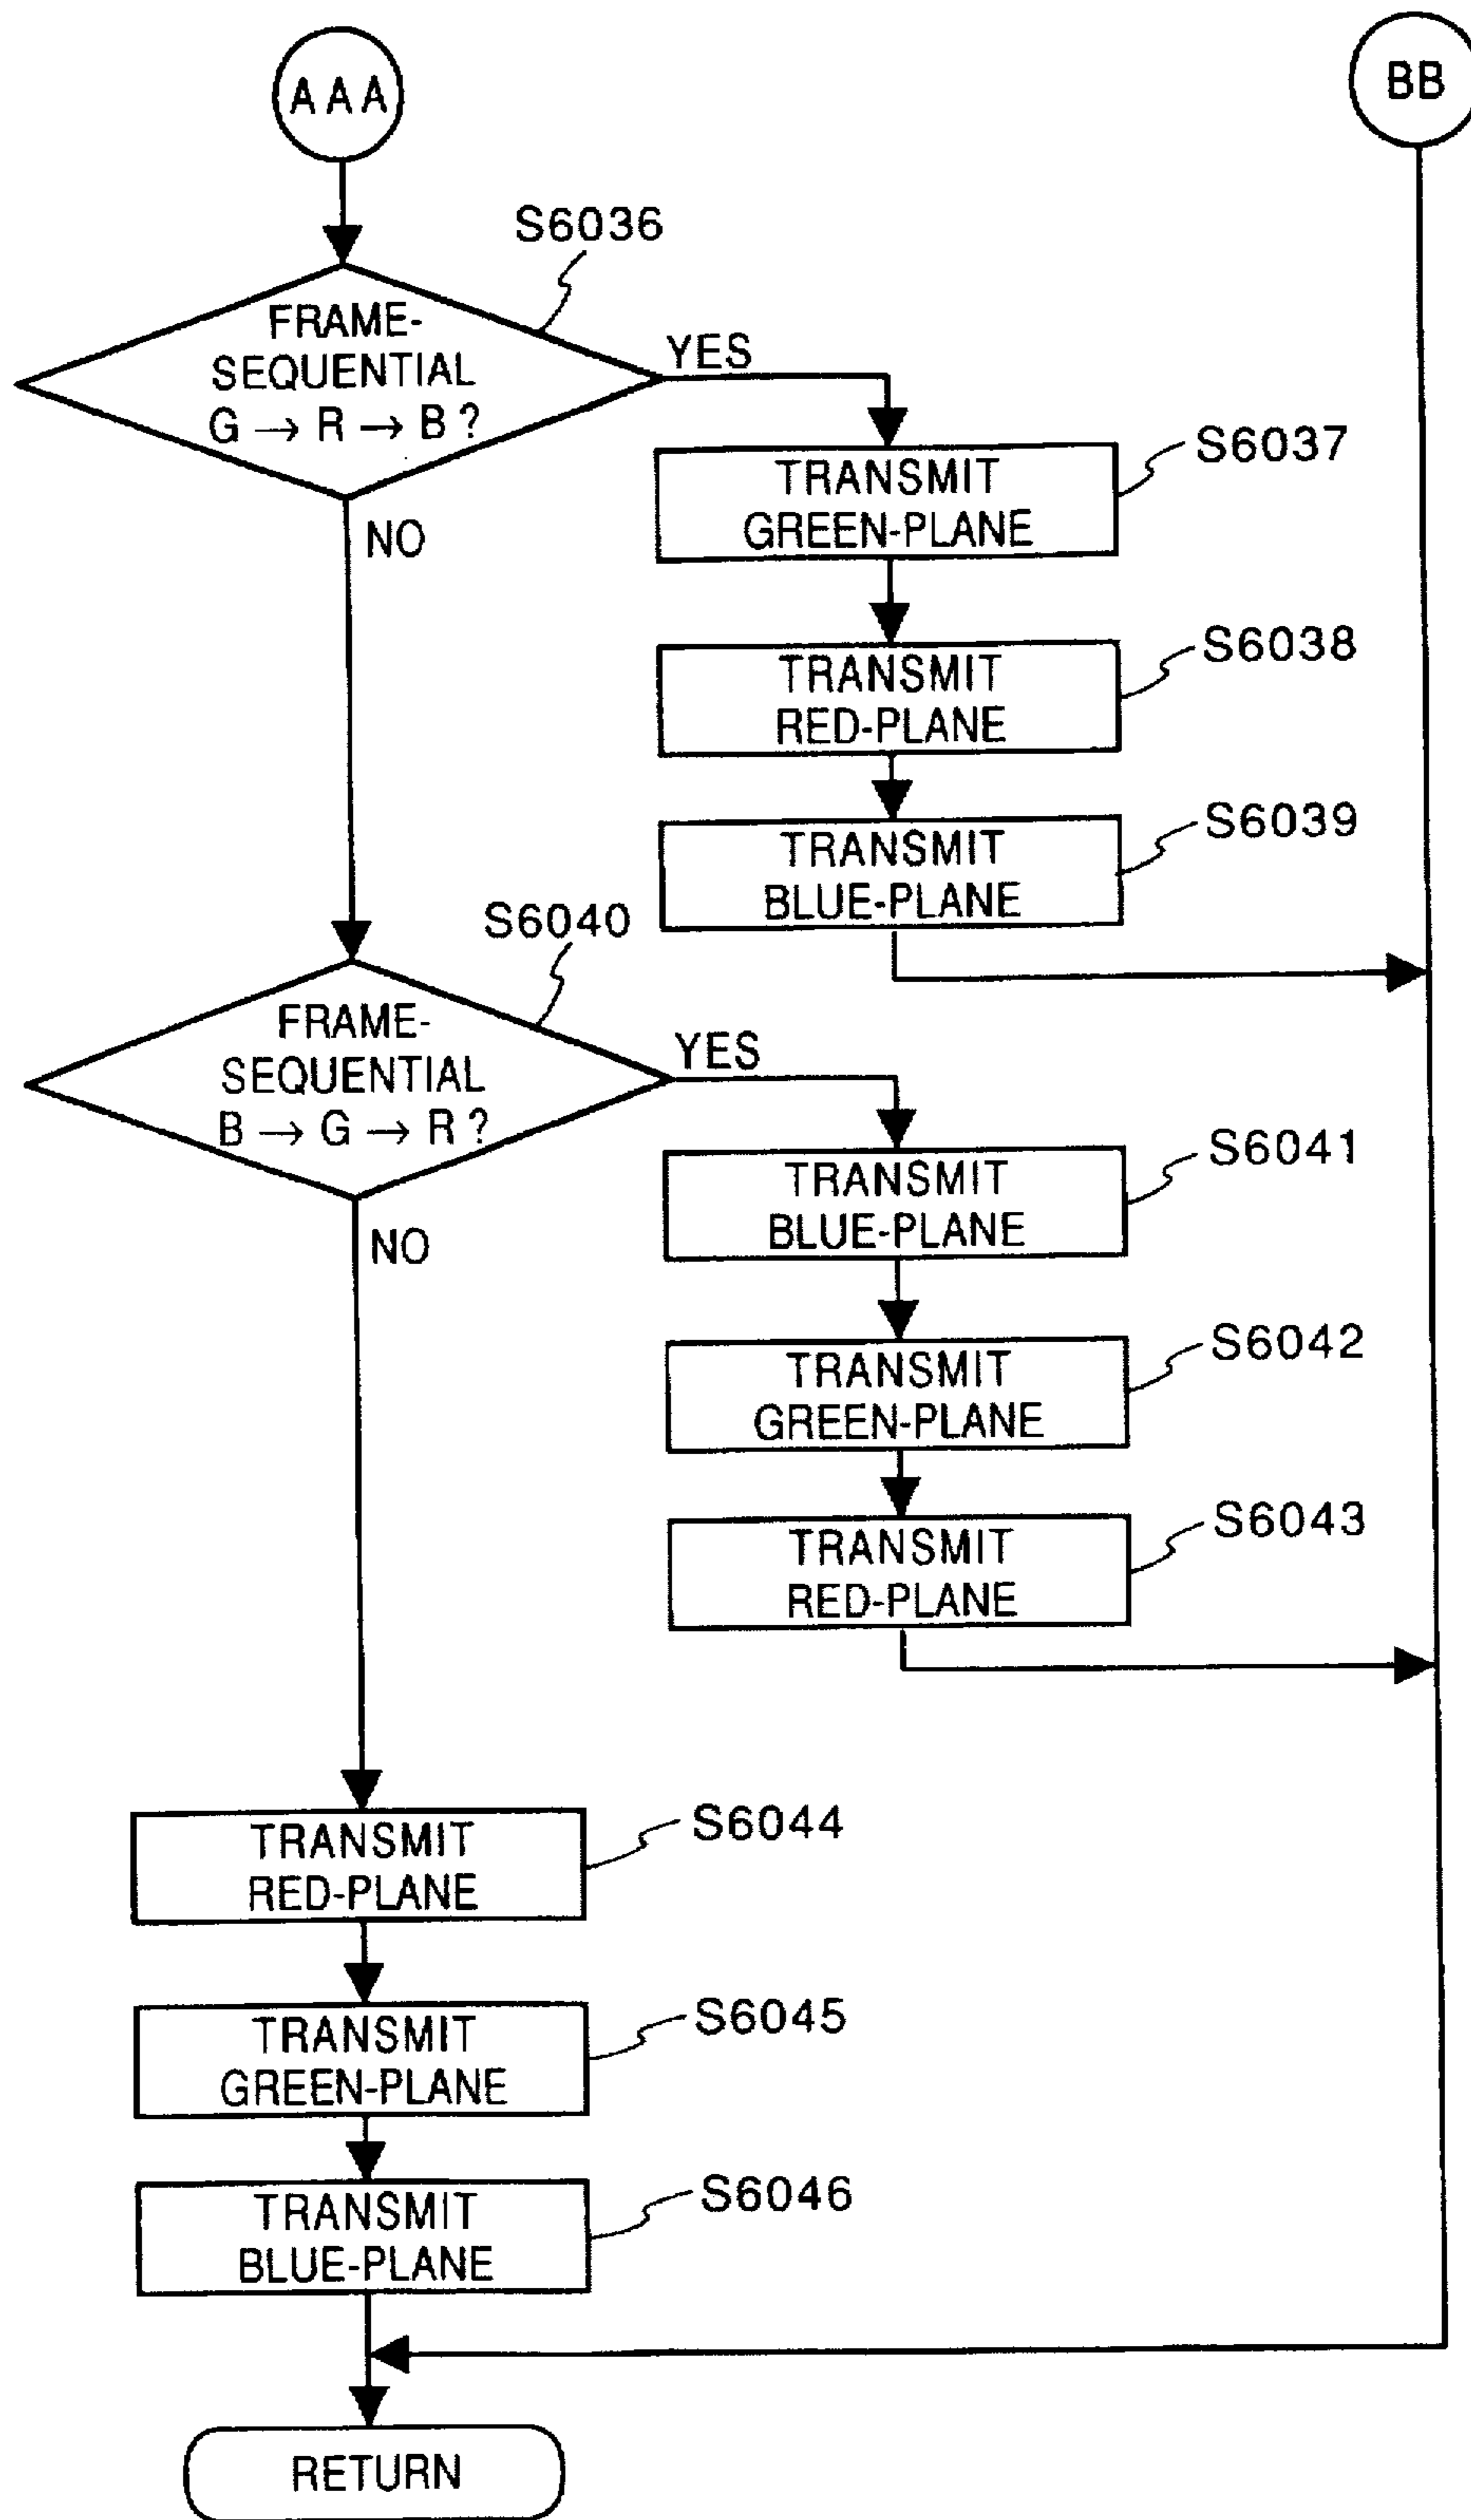 AAA
BB
S6036
FRAME-
SEQUENTIAL
G → R → B?
YES
NO
S6037
TRANSMIT
GREEN-PLANE
S6038
TRANSMIT
RED-PLANE
S6039
TRANSMIT
BLUE-PLANE
S6040
FRAME-
SEQUENTIAL
B → G → R?
YES
NO
S6041
TRANSMIT
BLUE-PLANE
S6042
TRANSMIT
GREEN-PLANE
S6043
TRANSMIT
RED-PLANE
S6044
TRANSMIT
RED-PLANE
S6045
TRANSMIT
GREEN-PLANE
S6046
TRANSMIT
BLUE-PLANE
RETURN